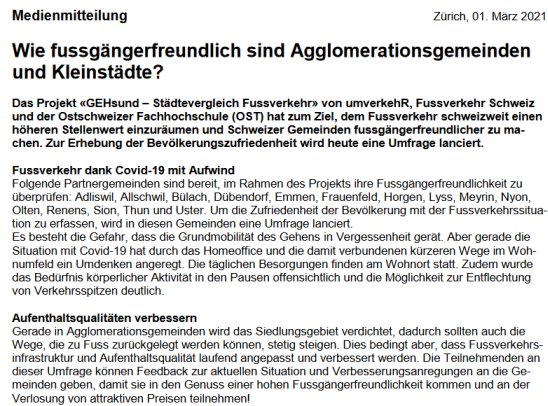 Medienmitteilung Zürich, 01. März 2021
Wie fussgängerfreundlich sind Agglomerationsgemeinden
und Kleinstädte?
Das Projekt «GEHsund – Städtevergleich Fussverkehr» von umverkehR, Fussverkehr Schweiz
und der Ostschweizer Fachhochschule (OST) hat zum Ziel, dem Fussverkehr schweizweit einen
höheren Stellenwert einzuräumen und Schweizer Gemeinden fussgängerfreundlicher zu ma-
chen. Zur Erhebung der Bevölkerungszufriedenheit wird heute eine Umfrage lanciert.
Fussverkehr dank Covid-19 mit Aufwind
Folgende Partnergemeinden sind bereit, im Rahmen des Projekts ihre Fussgängerfreundlichkeit zu
überprüfen: Adliswil, Allschwil, Bülach, Dübendorf, Emmen, Frauenfeld, Horgen, Lyss, Meyrin, Nyon,
Olten, Renens, Sion, Thun und Uster. Um die Zufriedenheit der Bevölkerung mit der Fussverkehrssitua-
tion zu erfassen, wird in diesen Gemeinden eine Umfrage lanciert.
Es besteht die Gefahr, dass die Grundmobilität des Gehens in Vergessenheit gerät. Aber gerade die
Situation mit Covid-19 hat durch das Homeoffice und die damit verbundenen kürzeren Wege im Woh-
numfeld ein Umdenken angeregt. Die täglichen Besorgungen finden am Wohnort statt. Zudem wurde
das Bedürfnis körperlicher Aktivität in den Pausen offensichtlich und die Möglichkeit zur Entflechtung
von Verkehrsspitzen deutlich.
Aufenthaltsqualitäten verbessern
Gerade in Agglomerationsgemeinden wird das Siedlungsgebiet verdichtet, dadurch sollten auch die
Wege, die zu Fuss zurückgelegt werden können, stetig steigen. Dies bedingt aber, dass Fussverkehrs-
infrastruktur und Aufenthaltsqualität laufend angepasst und verbessert werden. Die Teilnehmenden an
dieser Umfrage können Feedback zur aktuellen Situation und Verbesserungsanregungen an die Ge-
meinden geben, damit sie in den Genuss einer hohen Fussgängerfreundlichkeit kommen und an der
Verlosung von attraktiven Preisen teilnehmen!